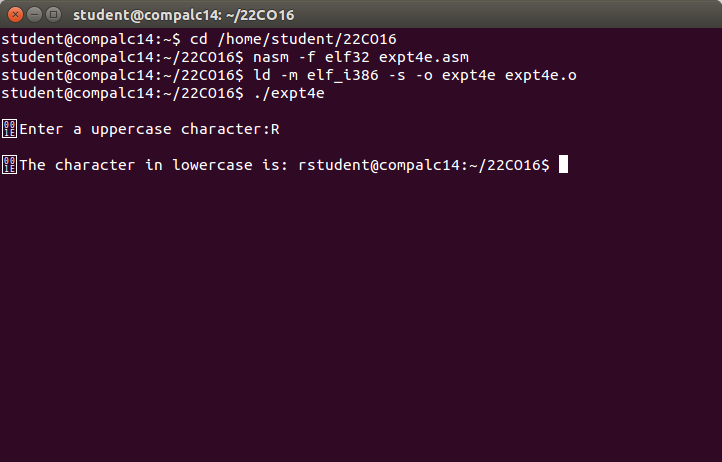 student@compalc14: ~/22CO16
student@compalc14:~$ cd /home/student/22CO16
student@compalc14:~/22CO16$ nasm -f elf32 expt4e.asm
student@compalc14:~/22CO16$ ld -m elf_i386 -s -o expt4e expt4e.o
student@compalc14:~/22CO16$ ./expt4e
Enter a uppercase character:R
The character in lowercase is: rstudent@compalc14:~/22CO16$